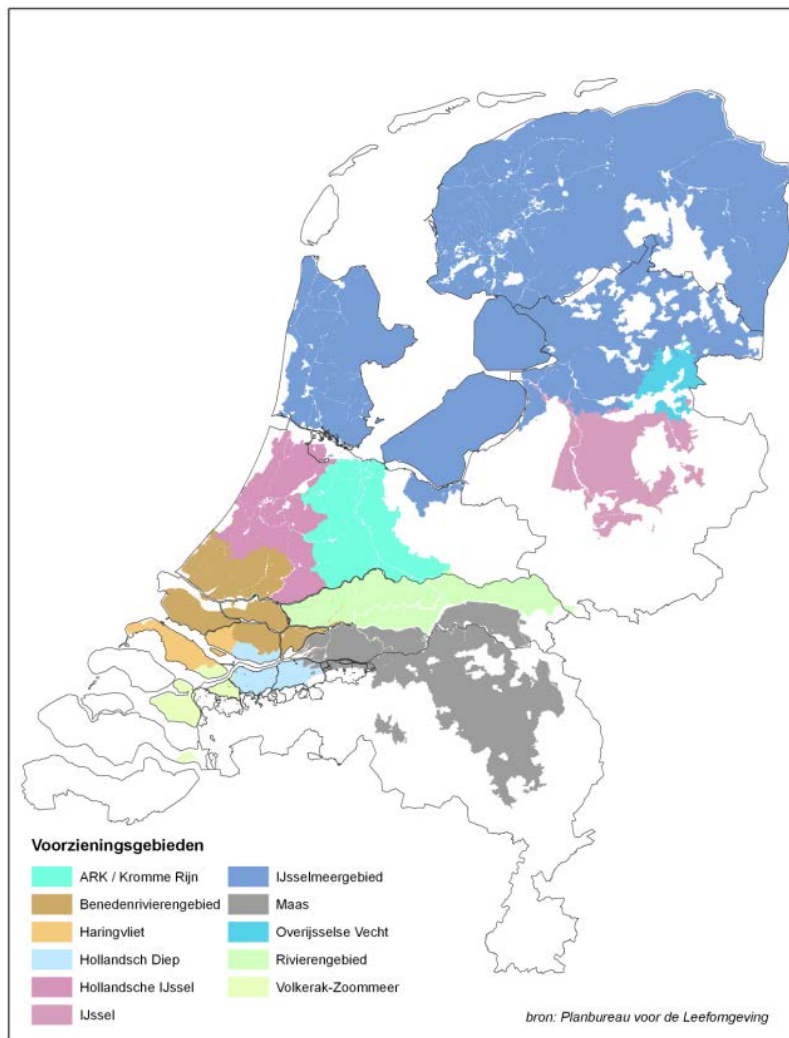 Voorzieningsgebieden
ARK / Kromme Rijn
Benedenrivierengebied
Haringvliet
Hollandsch Diep
Hollandsche IJssel
IJssel
IJsselmeergebied
Maas
Overijsselse Vecht
Rivierengebied
Volkerak-Zoommeer
bron: Planbureau voor de Leefomgeving